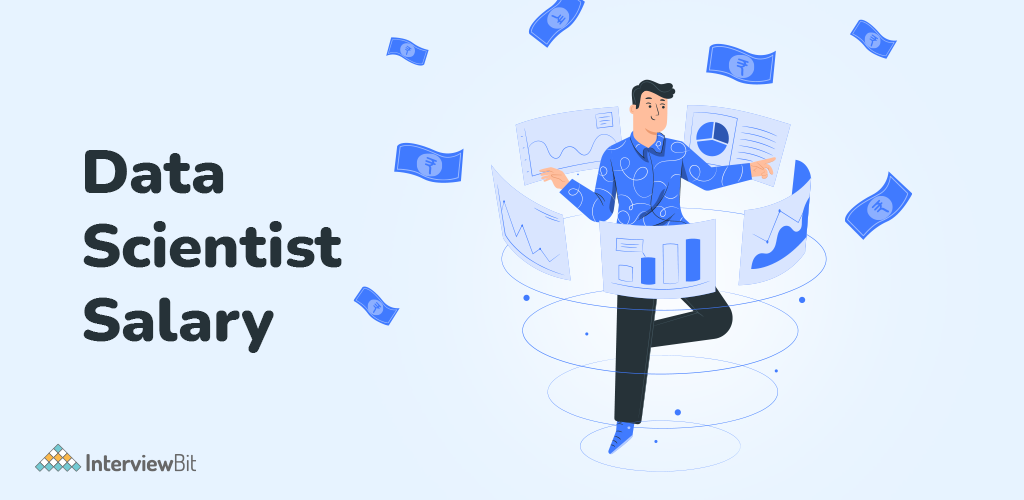 Data
Scientist
Salary
₹
₹
₹
₹
₹
₹
₹
InterviewBit